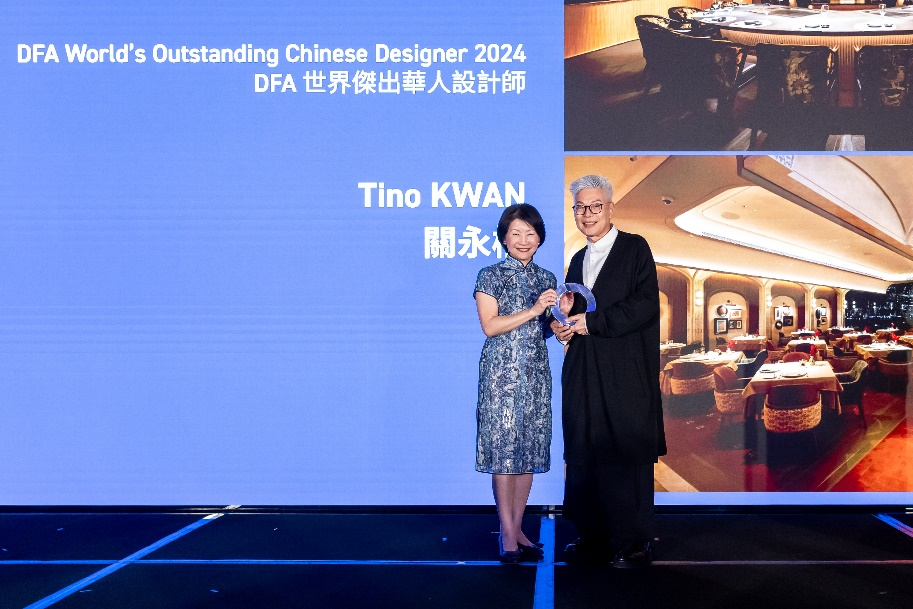 DFA World's Outstanding Chinese Designer 2024
DFA 世界傑出華人設計師
Tino KWAN
關永